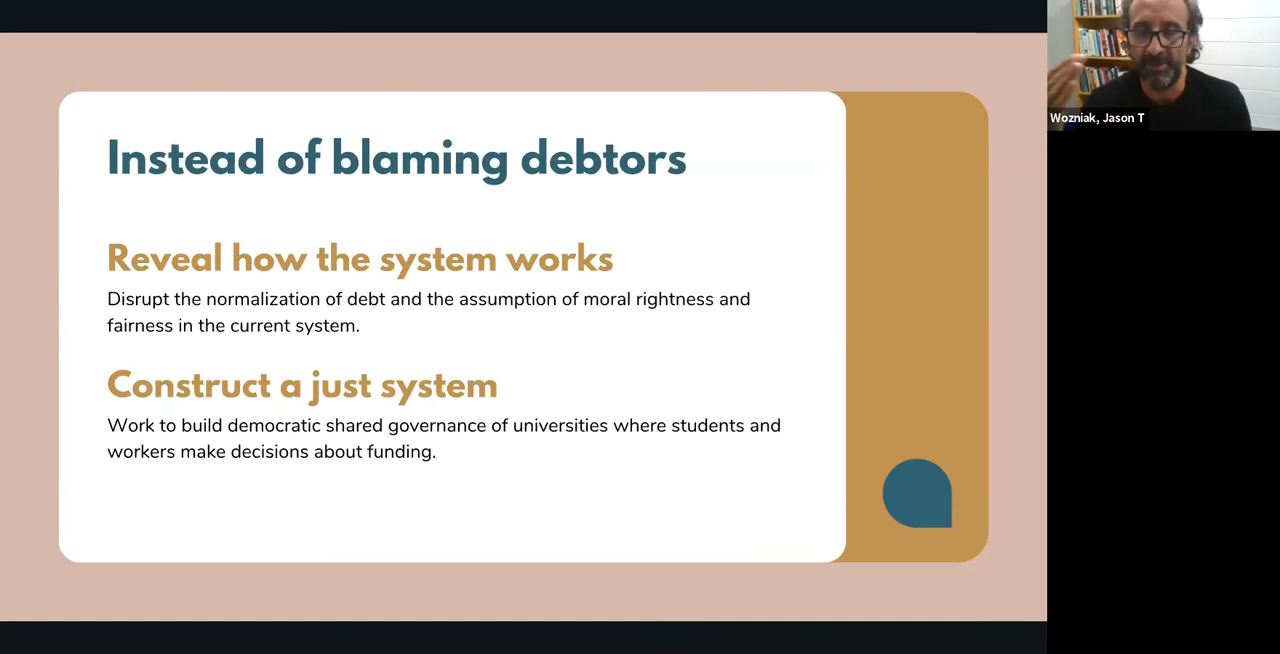 Instead of blaming debtors
Reveal how the system works
Disrupt the normalization of debt and the assumption of moral rightness and
fairness in the current system.
Construct a just system
Work to build democratic shared governance of universities where students and
workers make decisions about funding.
Wozniak, Jason T